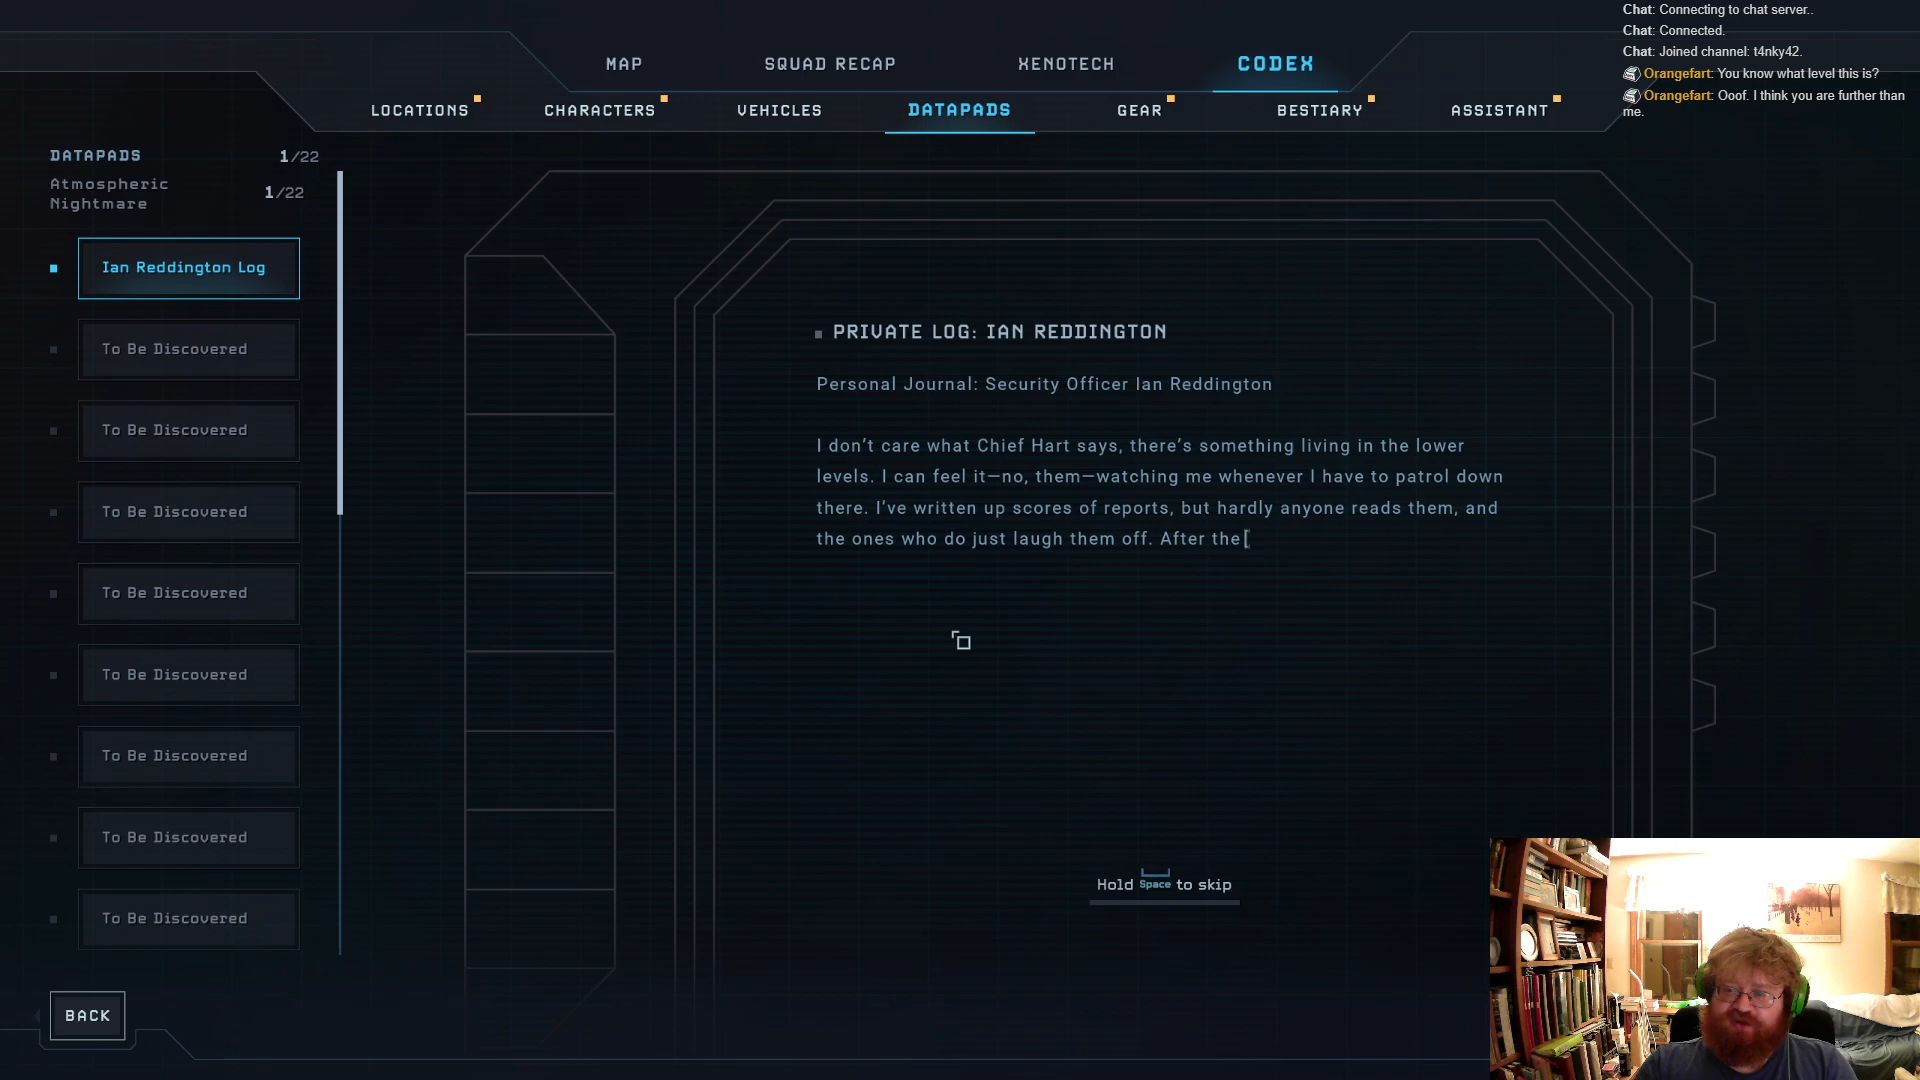 Chat: Connecting to chat server..
Chat: Connected.
Chat: Joined channel: t4nky42.
Orangefart: You know what level this is?
Orangefart: Ooof. I think you are further than
me.
MAP
SQUAD RECAP
XENOTECH
CODEX
LOCATIONS
CHARACTERS
VEHICLES
DATAPADS
GEAR
BESTIARY
ASSISTANT
DATAPADS 1/22
Atmospheric
Nightmare 1/22
Ian Reddington Log
To Be Discovered
To Be Discovered
To Be Discovered
To Be Discovered
To Be Discovered
To Be Discovered
To Be Discovered
To Be Discovered
BACK
PRIVATE LOG: IAN REDDINGTON
Personal Journal: Security Officer Ian Reddington
I don't care what Chief Hart says, there's something living in the lower
levels. I can feel it—no, them—watching me whenever I have to patrol down
there. I've written up scores of reports, but hardly anyone reads them, and
the ones who do just laugh them off. After the
Hold Space to skip